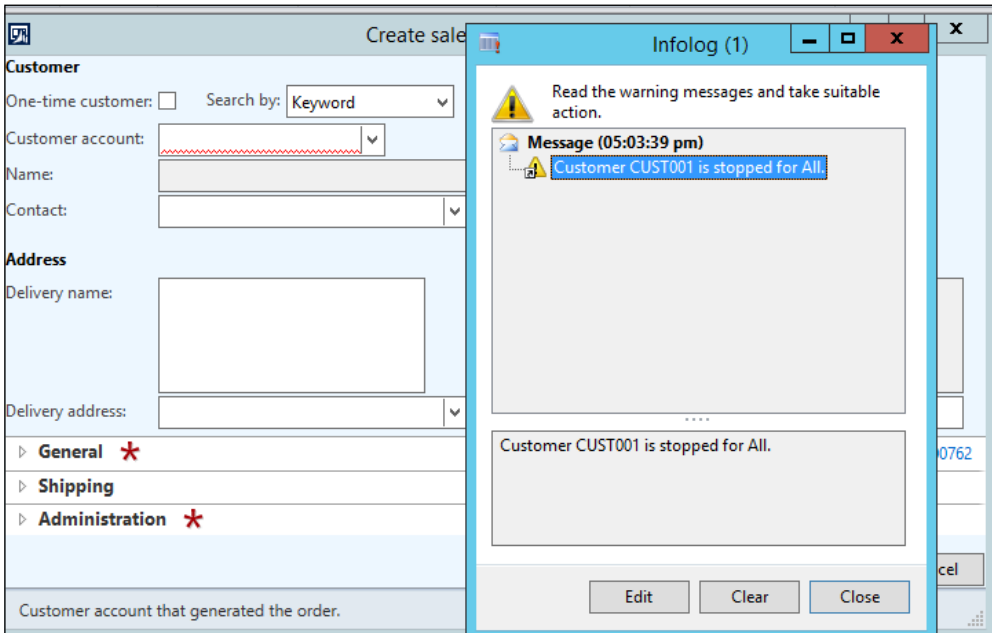 Create sale
x
Customer
One-time customer:
Search by:
Keyword
Customer account:
Name:
Contact:
Address
Delivery name:
Delivery address:
General *
00762
Shipping
Administration *
cel
Customer account that generated the order.
Infolog (1)
x
Read the warning messages and take suitable
action.
Message (05:03:39 pm)
Customer CUST001 is stopped for All.
Customer CUST001 is stopped for All.
Edit
Clear
Close